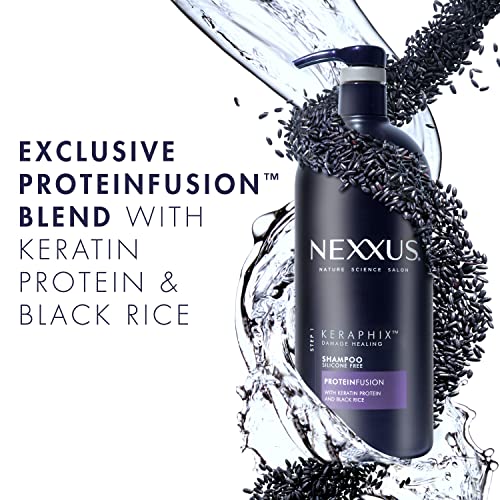 EXCLUSIVE
PROTEINFUSION™
BLEND WITH
KERATIN
PROTEIN &
BLACK RICE
NEXXUS
NATURE SCIENCE SALON
STEP 1
KERAPHIX™
DAMAGE HEALING
SHAMPOO
SILICONE FREE
PROTEINFUSION
WITH KERATIN PROTEIN
AND BLACK RICE